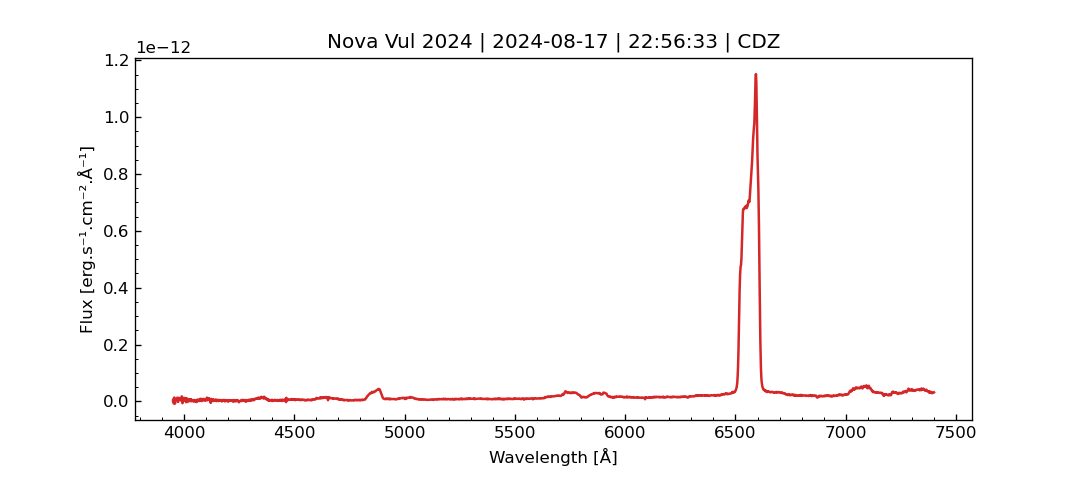 Nova Vul 2024 | 2024-08-17 | 22:56:33 | CDZ
1e−12
1.2
1.0
0.8
0.6
0.4
0.2
0.0
Flux [erg.s⁻¹.cm⁻².Å⁻¹]
4000 4500 5000 5500 6000 6500 7000 7500
Wavelength [Å]